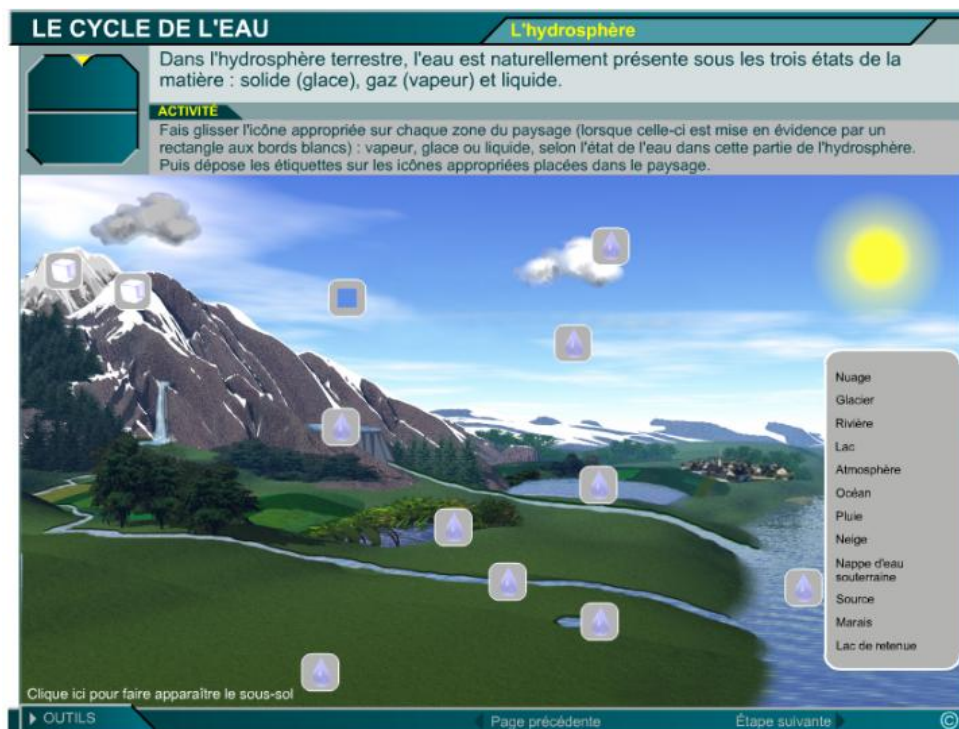 LE CYCLE DE L'EAU
L'hydrosphère
Dans l'hydrosphère terrestre, l'eau est naturellement présente sous les trois états de la
matière : solide (glace), gaz (vapeur) et liquide.
ACTIVITÉ
Fais glisser l'icône appropriée sur chaque zone du paysage (lorsque celle-ci est mise en évidence par un
rectangle aux bords blancs) : vapeur, glace ou liquide, selon l'état de l'eau dans cette partie de l'hydrosphère.
Puis dépose les étiquettes sur les icônes appropriées placées dans le paysage.
Nuage
Glacier
Rivière
Lac
Atmosphère
Océan
Pluie
Neige
Nappe d'eau
souterraine
Source
Marais
Lac de retenue
Clique ici pour faire apparaître le sous-sol
OUTILS
Page précédente
Étape suivante
©